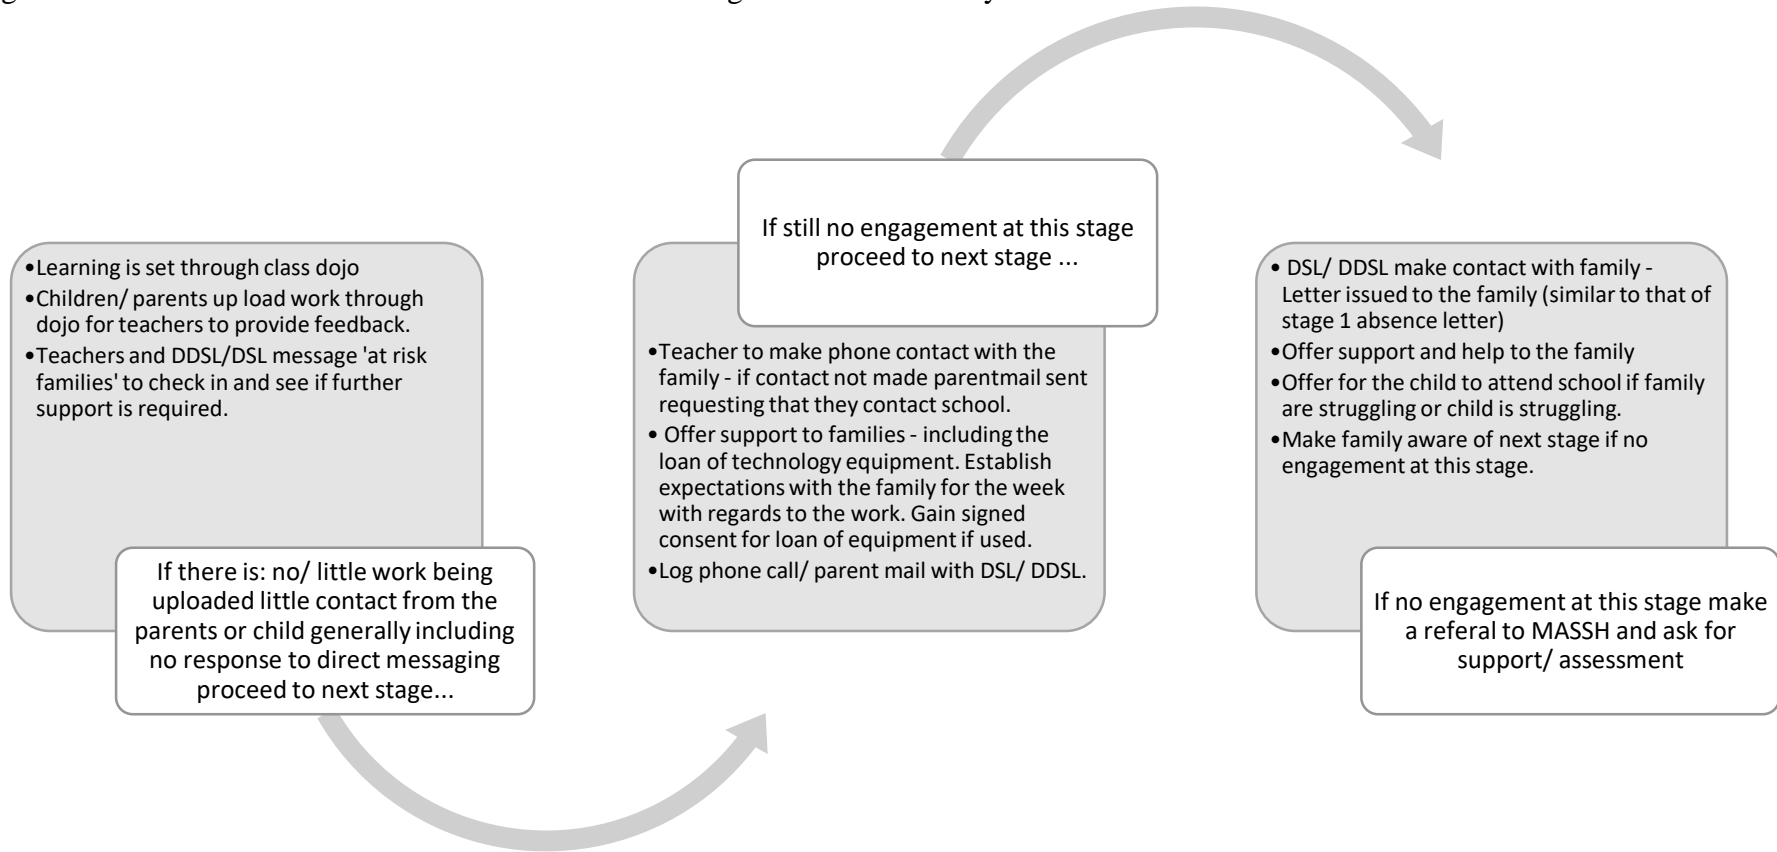 •Learning is set through class dojo
•Children/ parents up load work through
dojo for teachers to provide feedback.
•Teachers and DDSL/DSL message 'at risk
families' to check in and see if further
support is required.
If there is: no/ little work being
uploaded little contact from the
parents or child generally including
no response to direct messaging
proceed to next stage...
If still no engagement at this stage
proceed to next stage ...
•Teacher to make phone contact with the
family - if contact not made parentmail sent
requesting that they contact school.
• Offer support to families - including the
loan of technology equipment. Establish
expectations with the family for the week
with regards to the work. Gain signed
consent for loan of equipment if used.
•Log phone call/ parent mail with DSL/ DDSL.
• DSL/ DDSL make contact with family -
Letter issued to the family (similar to that of
stage 1 absence letter)
•Offer support and help to the family
•Offer for the child to attend school if family
are struggling or child is struggling.
•Make family aware of next stage if no
engagement at this stage.
If no engagement at this stage make
a referal to MASSH and ask for
support/ assessment